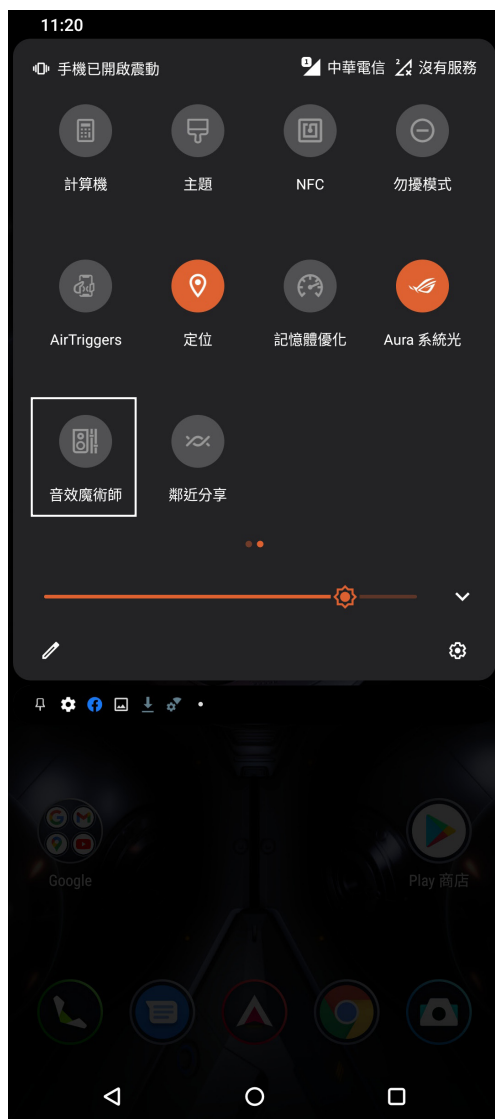 11:20
手機已開啟震動
1 中華電信 2 沒有服務
計算機 主題 NFC 勿擾模式
AirTriggers 定位 記憶體優化 Aura 系統光
音效魔術師 鄰近分享
Google Play 商店